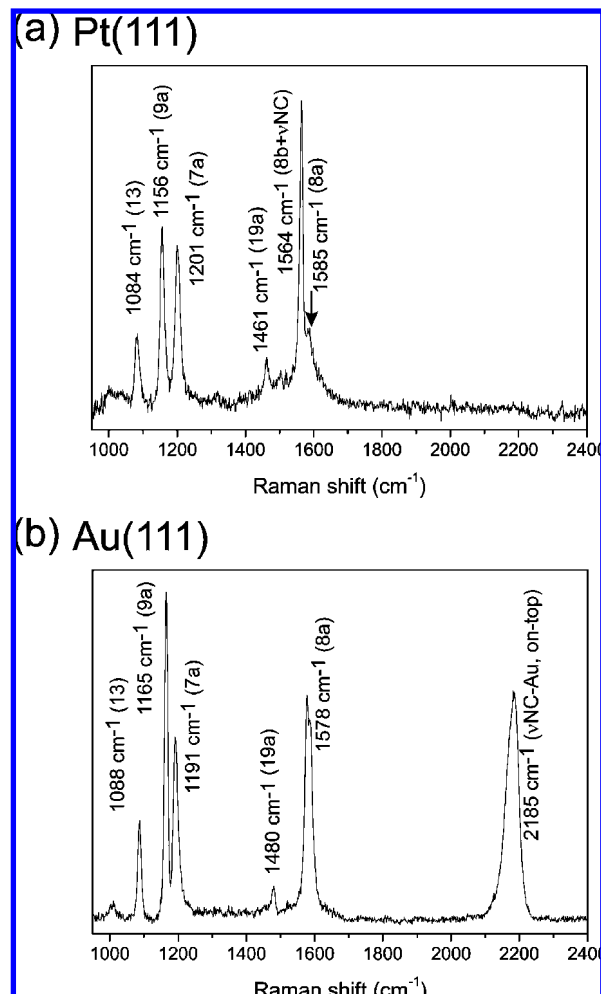 (a) Pt(111)
1084 cm-1 (13)
1156 cm-1 (9a)
1201 cm-1 (7a)
1461 cm-1 (19a)
1564 cm-1 (8b+νNC)
1585 cm-1 (8a)
1000 1200 1400 1600 1800 2000 2200 2400
Raman shift (cm-1)
(b) Au(111)
1088 cm-1 (13)
1165 cm-1 (9a)
1191 cm-1 (7a)
1480 cm-1 (19a)
1578 cm-1 (8a)
2185 cm-1 (νNC-Au, on-top)
1000 1200 1400 1600 1800 2000 2200 2400
Raman shift (cm-1)